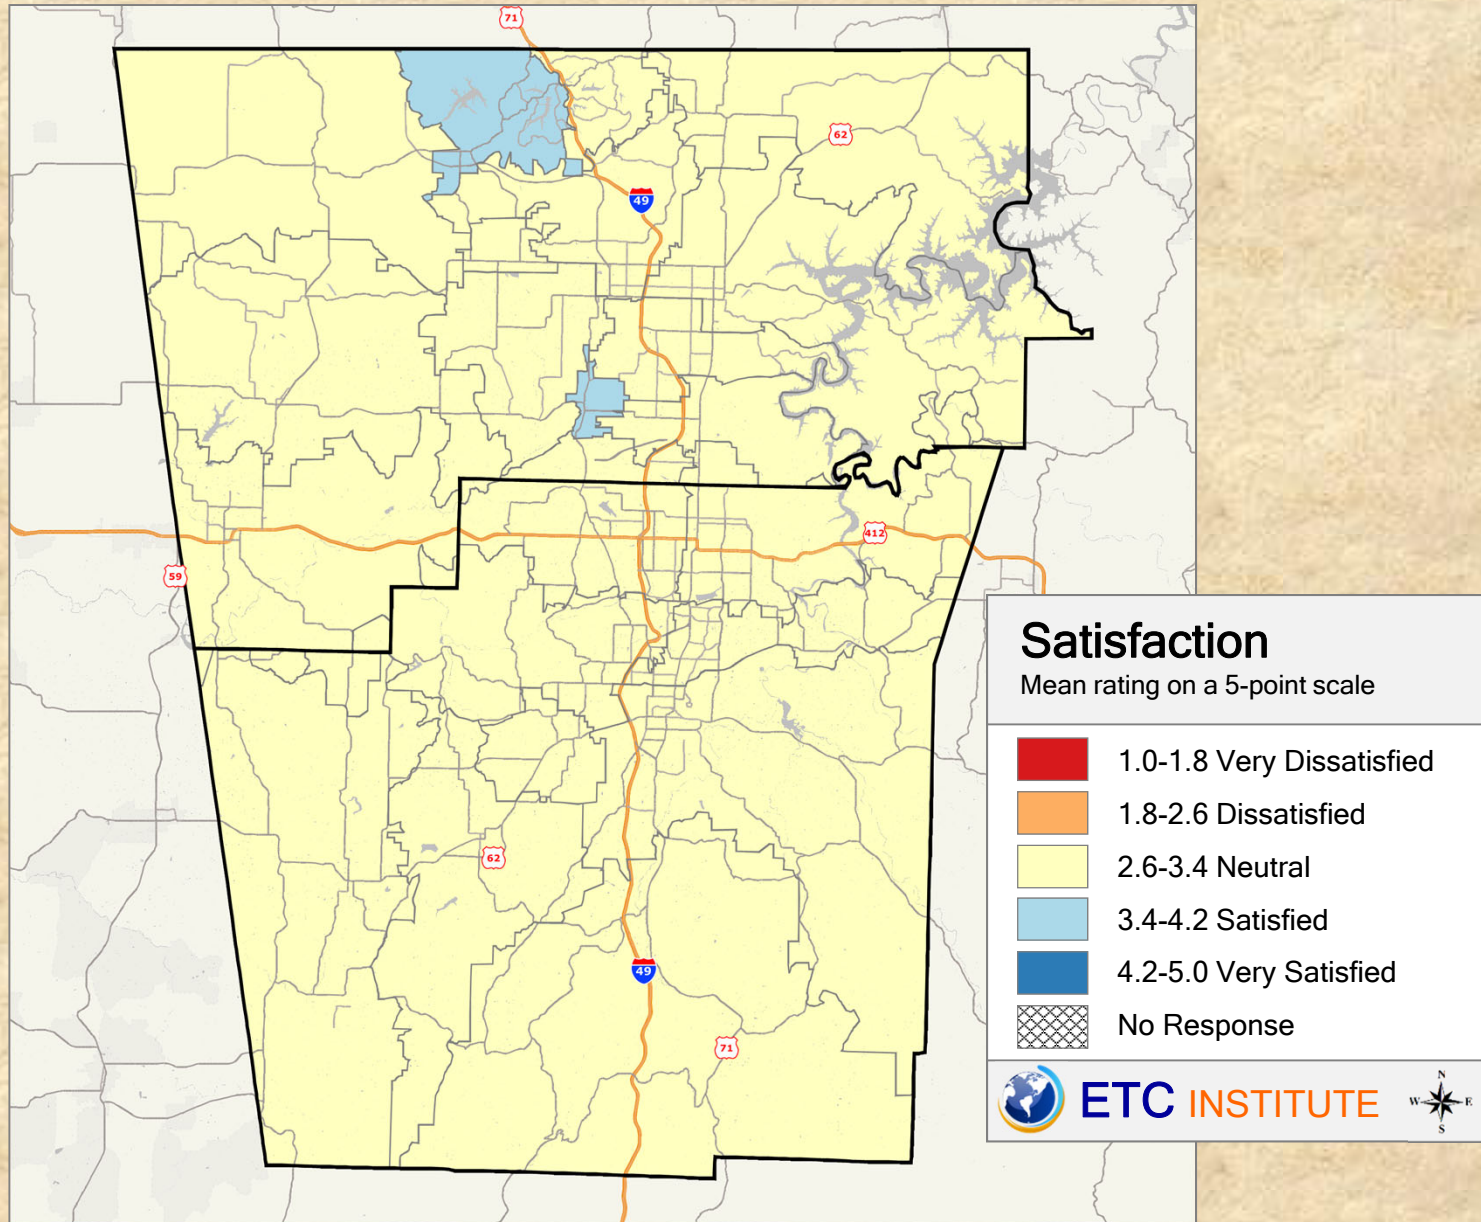 71
62
49
412
59
62
49
71
Satisfaction
Mean rating on a 5-point scale
1.0-1.8 Very Dissatisfied
1.8-2.6 Dissatisfied
2.6-3.4 Neutral
3.4-4.2 Satisfied
4.2-5.0 Very Satisfied
No Response
ETC INSTITUTE
N
W E
S